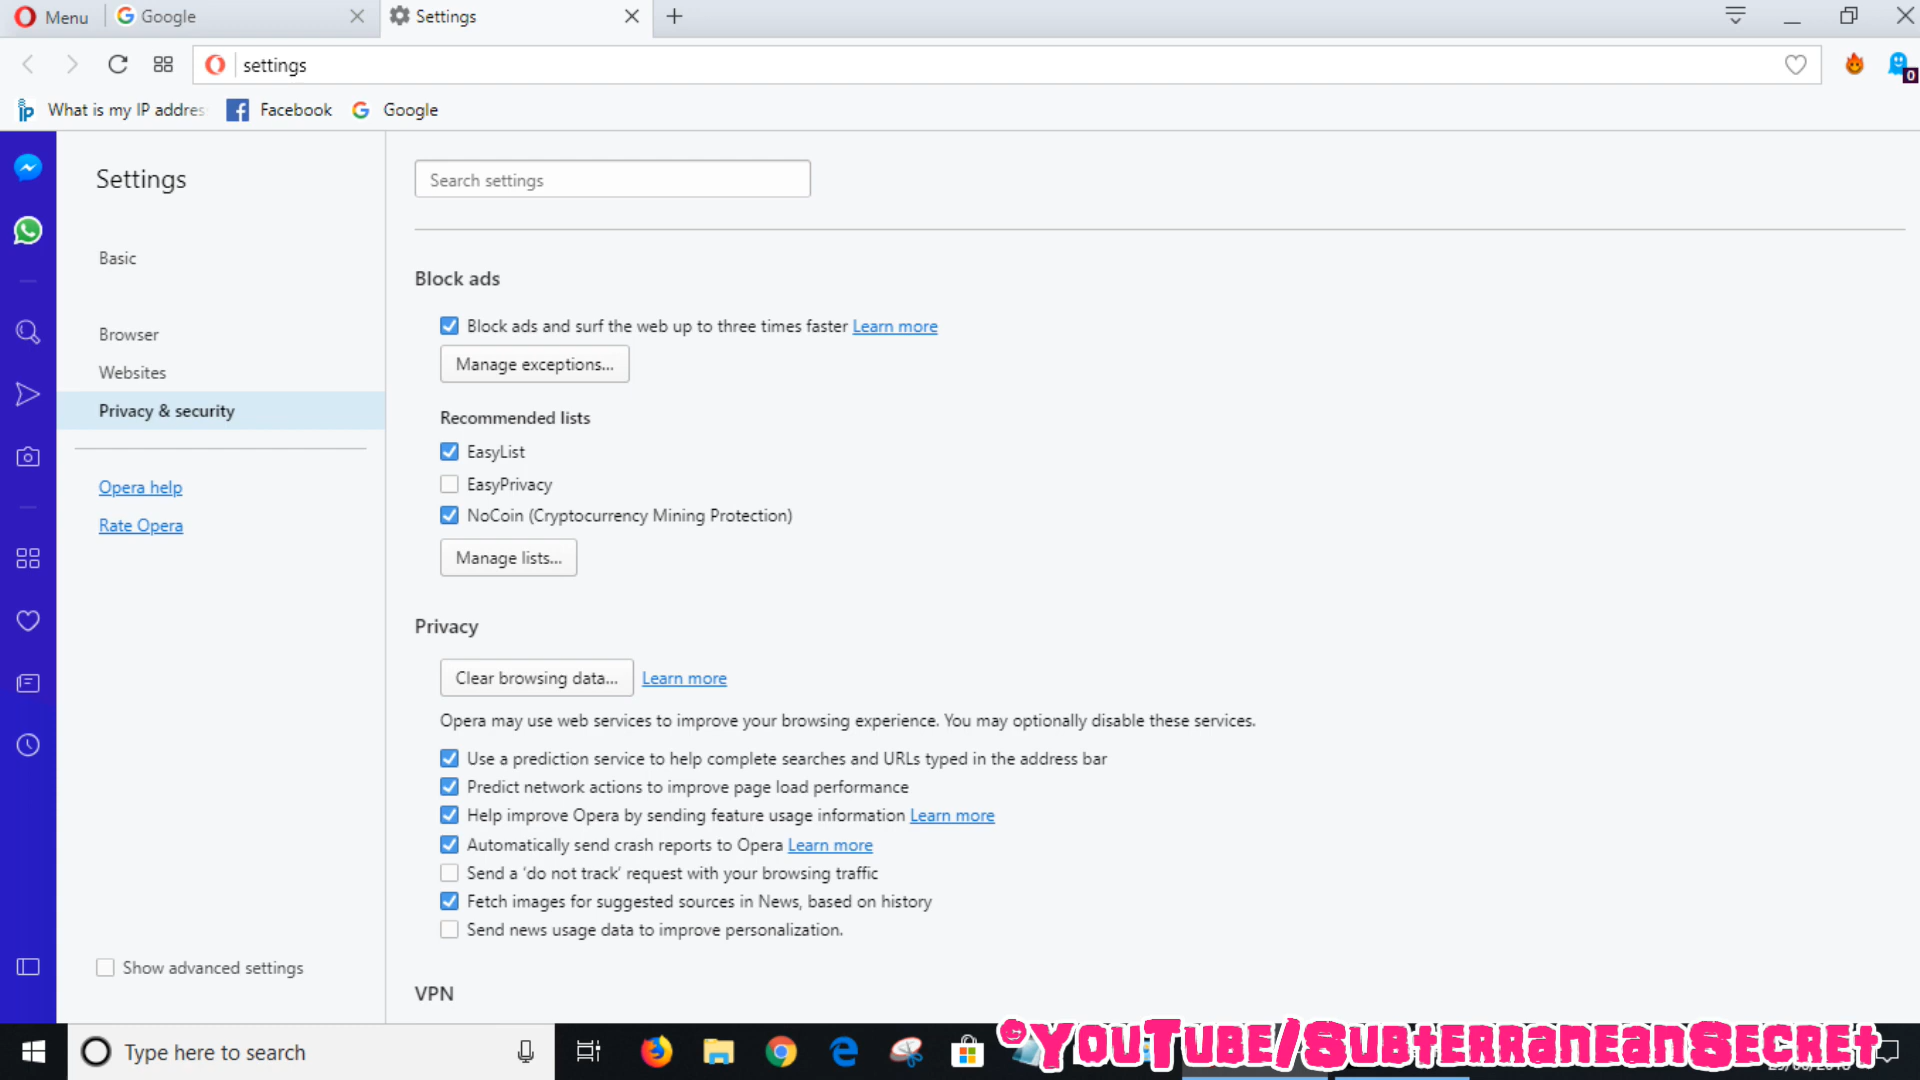 Menu
Google
Settings
settings
0
What is my IP addres
Facebook
Google
Settings
Search settings
Basic
Browser
Websites
Privacy & security
Opera help
Rate Opera
Show advanced settings
Block ads
Block ads and surf the web up to three times faster Learn more
Manage exceptions...
Recommended lists
EasyList
EasyPrivacy
NoCoin (Cryptocurrency Mining Protection)
Manage lists...
Privacy
Clear browsing data... Learn more
Opera may use web services to improve your browsing experience. You may optionally disable these services.
Use a prediction service to help complete searches and URLs typed in the address bar
Predict network actions to improve page load performance
Help improve Opera by sending feature usage information Learn more
Automatically send crash reports to Opera Learn more
Send a 'do not track' request with your browsing traffic
Fetch images for suggested sources in News, based on history
Send news usage data to improve personalization.
VPN
Type here to search
©YouTube/SubterraneanSecret